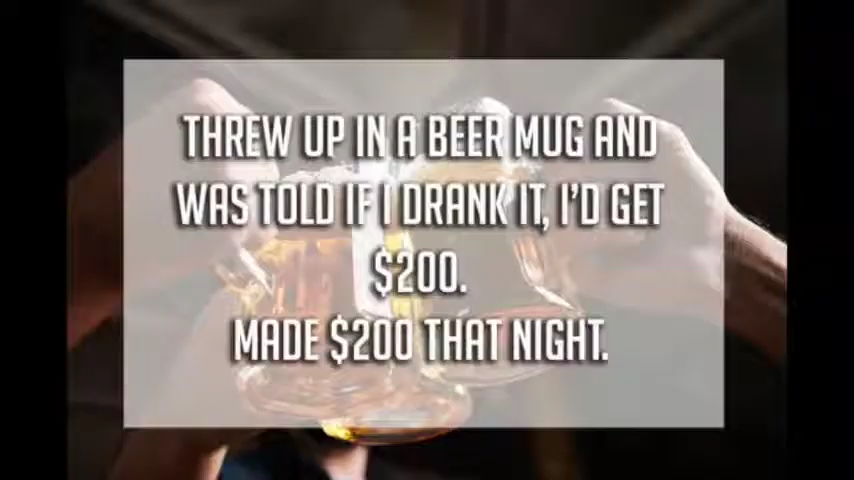 THREW UP IN A BEER MUG AND
WAS TOLD IF I DRANK IT, I'D GET
$200.
MADE $200 THAT NIGHT.